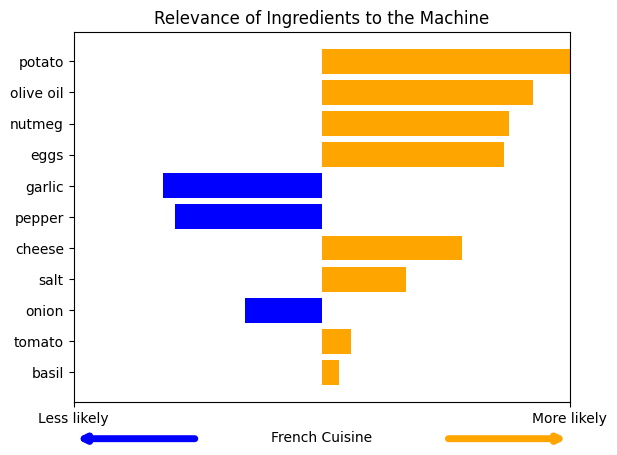 Relevance of Ingredients to the Machine
potato
olive oil
nutmeg
eggs
garlic
pepper
cheese
salt
onion
tomato
basil
Less likely
More likely
French Cuisine